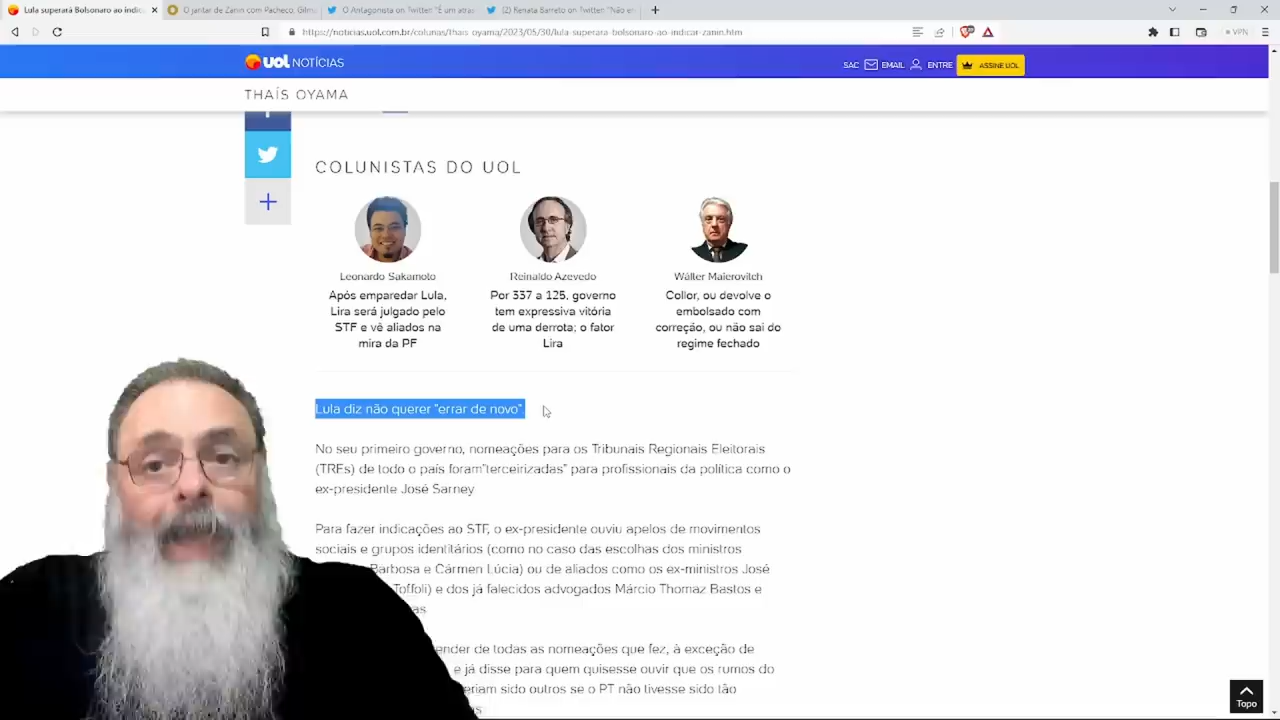 Lula superará Bolsonaro ao indic
O jantar de Zanin com Pacheco, Gilm
O Antagonista on Twitter: "É um atras
(2) Renata Barreto on Twitter: "Não e
https://noticias.uol.com.br/colunas/thais-oyama/2023/05/30/lula-superara-bolsonaro-ao-indicar-zanin.htm
VPN
UOL NOTÍCIAS
SAC EMAIL ENTRE ASSINE UOL
THAÍS OYAMA
COLUNISTAS DO UOL
Leonardo Sakamoto
Após emparedar Lula,
Lira será julgado pelo
STF e vê aliados na
mira da PF
Reinaldo Azevedo
Por 337 a 125, governo
tem expressiva vitória
de uma derrota; o fator
Lira
Wálter Maierovitch
Collor, ou devolve o
embolsado com
correção, ou não sai do
regime fechado
Lula diz não querer "errar de novo"
No seu primeiro governo, nomeações para os Tribunais Regionais Eleitorais
(TREs) de todo o país foram"terceirizadas" para profissionais da política como o
ex-presidente José Sarney
Para fazer indicações ao STF, o ex-presidente ouviu apelos de movimentos
sociais e grupos identitários (como no caso das escolhas dos ministros
Barbosa e Cármen Lúcia) ou de aliados como os ex-ministros José
Toffoli) e dos já falecidos advogados Márcio Thomaz Bastos e
as
ender de todas as nomeações que fez, à exceção de
e já disse para quem quisesse ouvir que os rumos do
eriam sido outros se o PT não tivesse sido tão
Topo